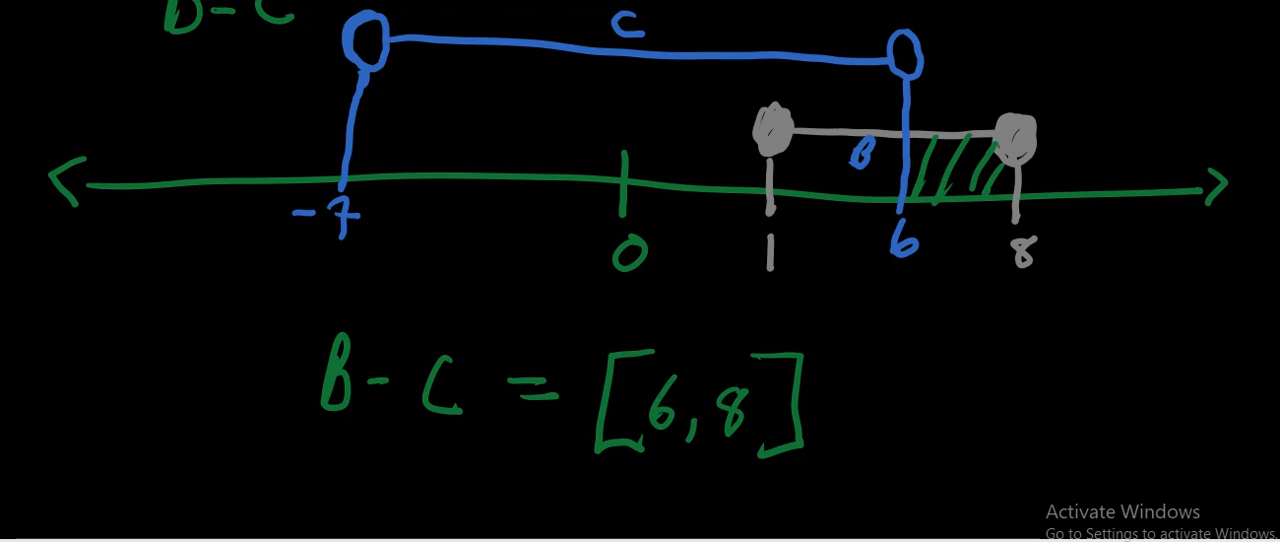 B - C
C
B
-7 0 1 6 8
B - C = [6, 8]
Activate Windows
Go to Settings to activate Windows.